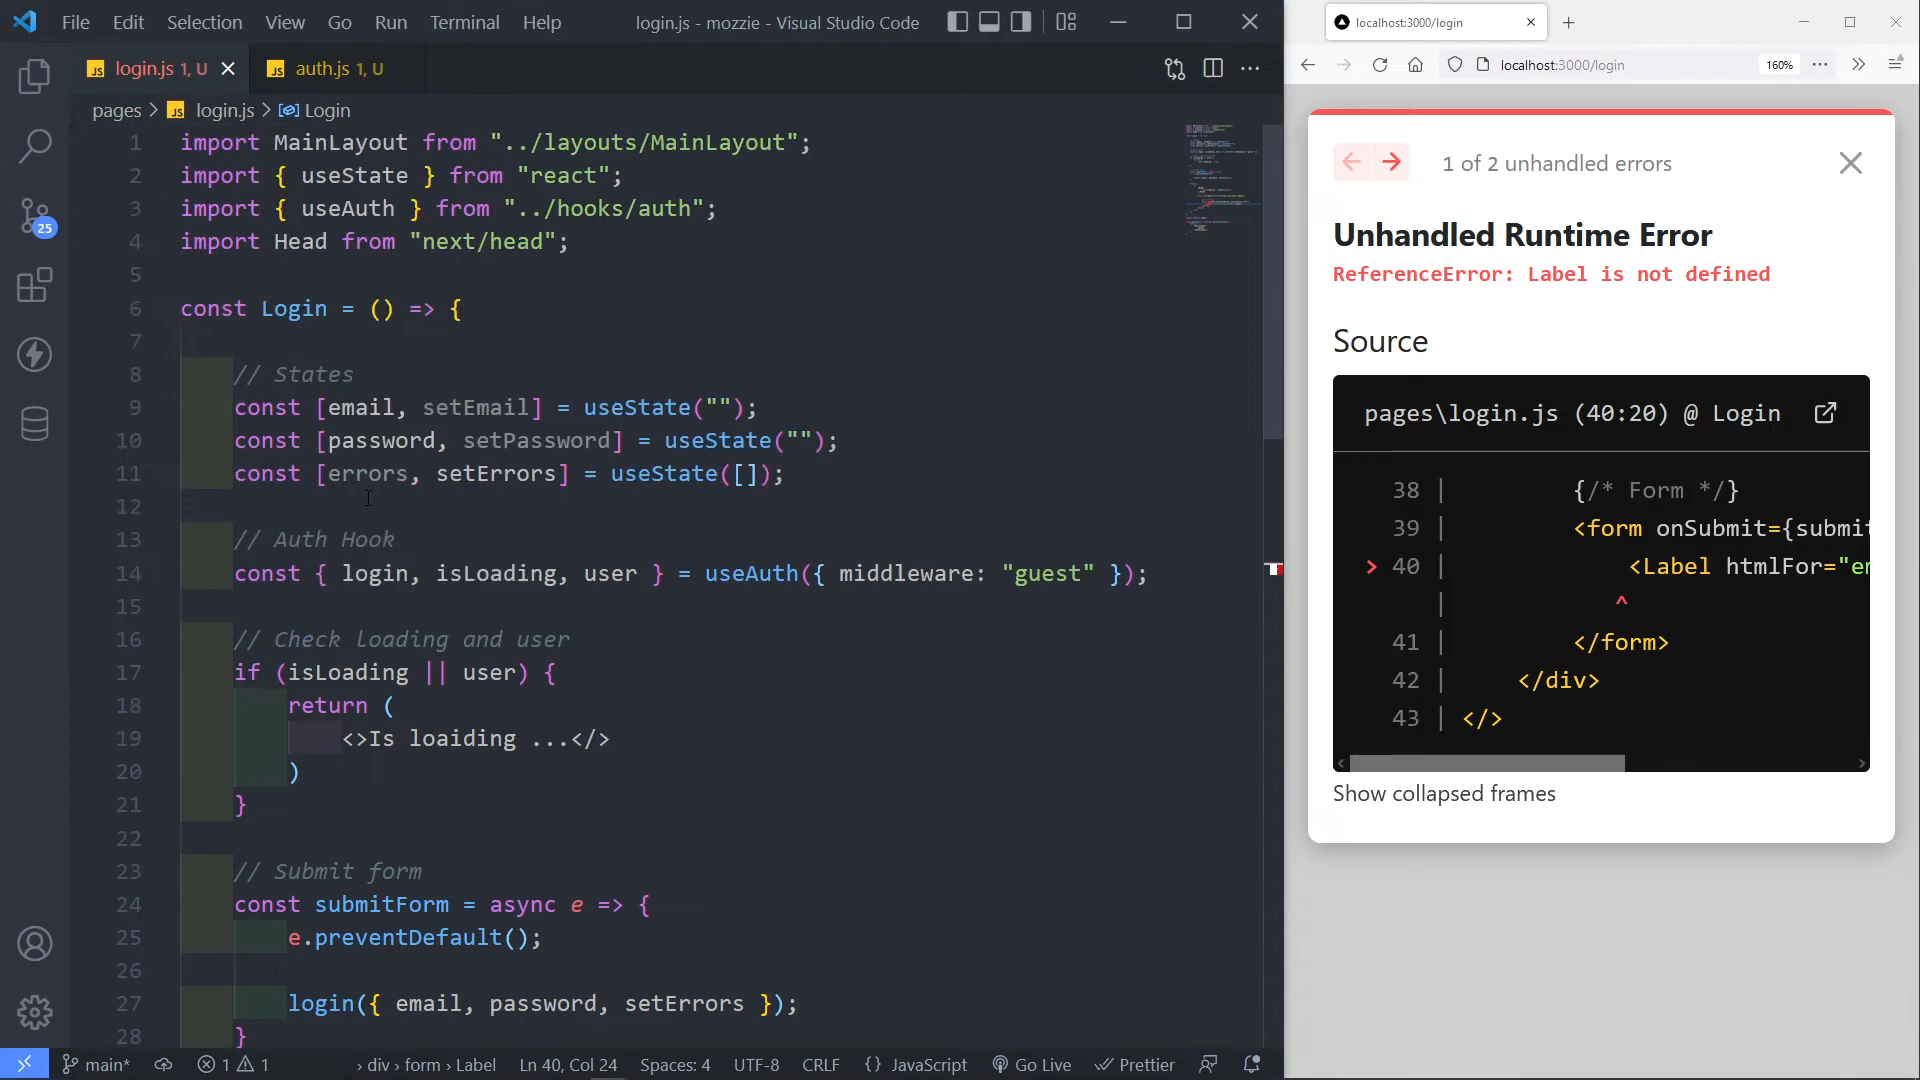 File Edit Selection View Go Run Terminal Help
login.js - mozzie - Visual Studio Code
login.js 1, U
auth.js 1, U
pages > login.js > Login
1 import MainLayout from "../layouts/MainLayout";
2 import { useState } from "react";
3 import { useAuth } from "../hooks/auth";
4 import Head from "next/head";
5
6 const Login = () => {
7
8 // States
9 const [email, setEmail] = useState("");
10 const [password, setPassword] = useState("");
11 const [errors, setErrors] = useState([]);
12
13 // Auth Hook
14 const { login, isLoading, user } = useAuth({ middleware: "guest" });
15
16 // Check loading and user
17 if (isLoading || user) {
18 return (
19 <>Is loaiding ...</>
20 )
21 }
22
23 // Submit form
24 const submitForm = async e => {
25 e.preventDefault();
26
27 login({ email, password, setErrors });
28 }
25
main* 1 1 › div › form › Label Ln 40, Col 24 Spaces: 4 UTF-8 CRLF {} JavaScript Go Live Prettier
localhost:3000/login
localhost:3000/login 160%
1 of 2 unhandled errors
Unhandled Runtime Error
ReferenceError: Label is not defined
Source
pages\login.js (40:20) @ Login
38 | {/* Form */}
39 | <form onSubmit={submit
> 40 | <Label htmlFor="em
| ^
41 | </form>
42 | </div>
43 | </>
Show collapsed frames